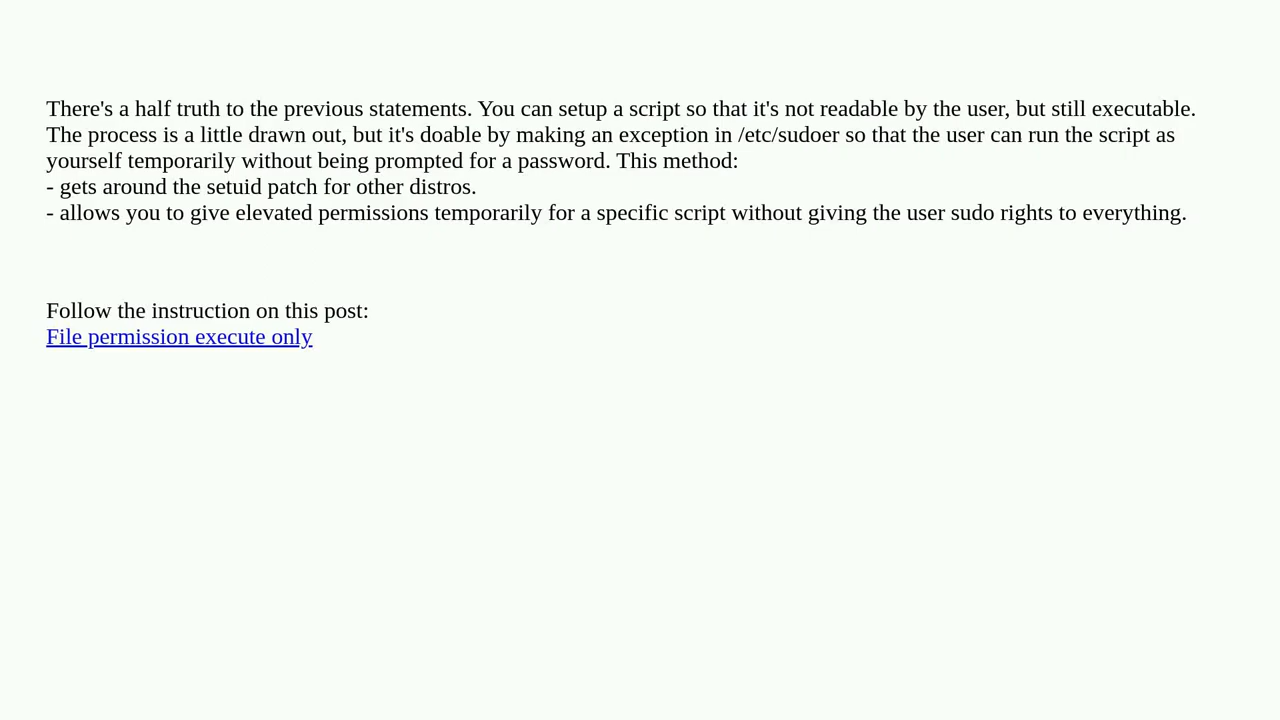 There's a half truth to the previous statements. You can setup a script so that it's not readable by the user, but still executable.
The process is a little drawn out, but it's doable by making an exception in /etc/sudoer so that the user can run the script as
yourself temporarily without being prompted for a password. This method:
- gets around the setuid patch for other distros.
- allows you to give elevated permissions temporarily for a specific script without giving the user sudo rights to everything.
Follow the instruction on this post:
File permission execute only